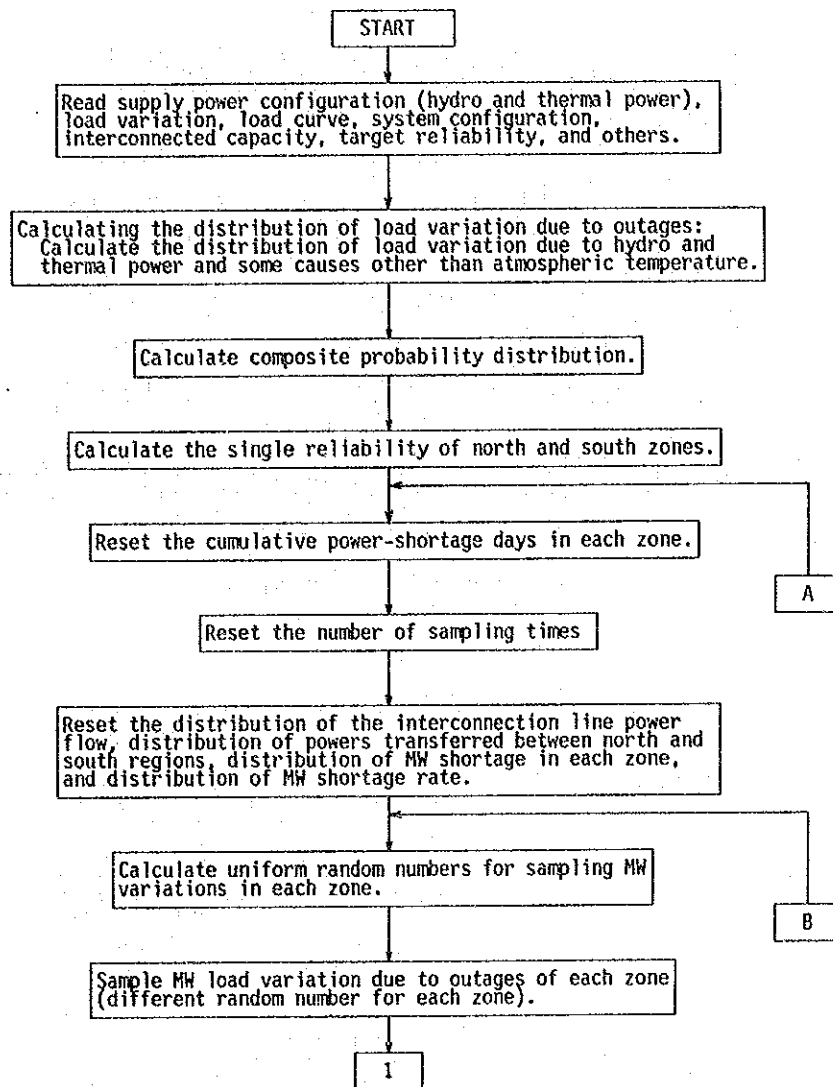 START
Read supply power configuration (hydro and thermal power),
load variation, load curve, system configuration,
interconnected capacity, target reliability, and others.
Calculating the distribution of load variation due to outages:
Calculate the distribution of load variation due to hydro and
thermal power and some causes other than atmospheric temperature.
Calculate composite probability distribution.
Calculate the single reliability of north and south zones.
Reset the cumulative power-shortage days in each zone.
A
Reset the number of sampling times
Reset the distribution of the interconnection line power
flow, distribution of powers transferred between north and
south regions, distribution of MW shortage in each zone,
and distribution of MW shortage rate.
Calculate uniform random numbers for sampling MW
variations in each zone.
B
Sample MW load variation due to outages of each zone
(different random number for each zone).
1